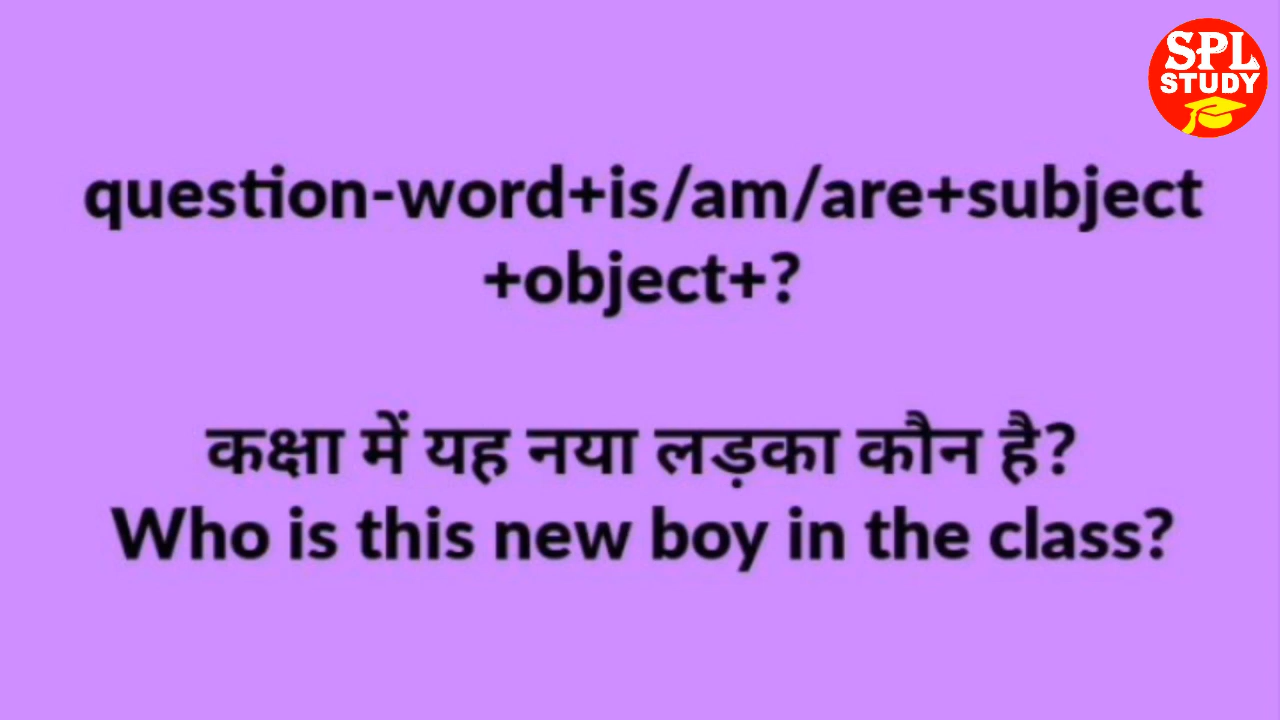 SPL
STUDY
question-word+is/am/are+subject
+object+?
कक्षा में यह नया लड़का कौन है?
Who is this new boy in the class?